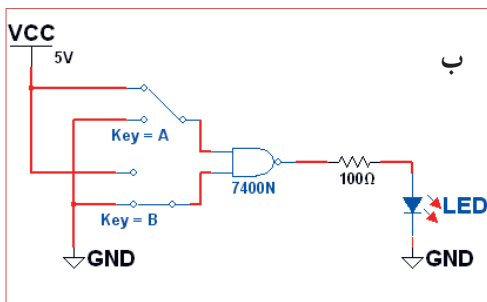 VCC
5V
ب
Key = A
7400N
100Ω
LED
Key = B
GND
GND